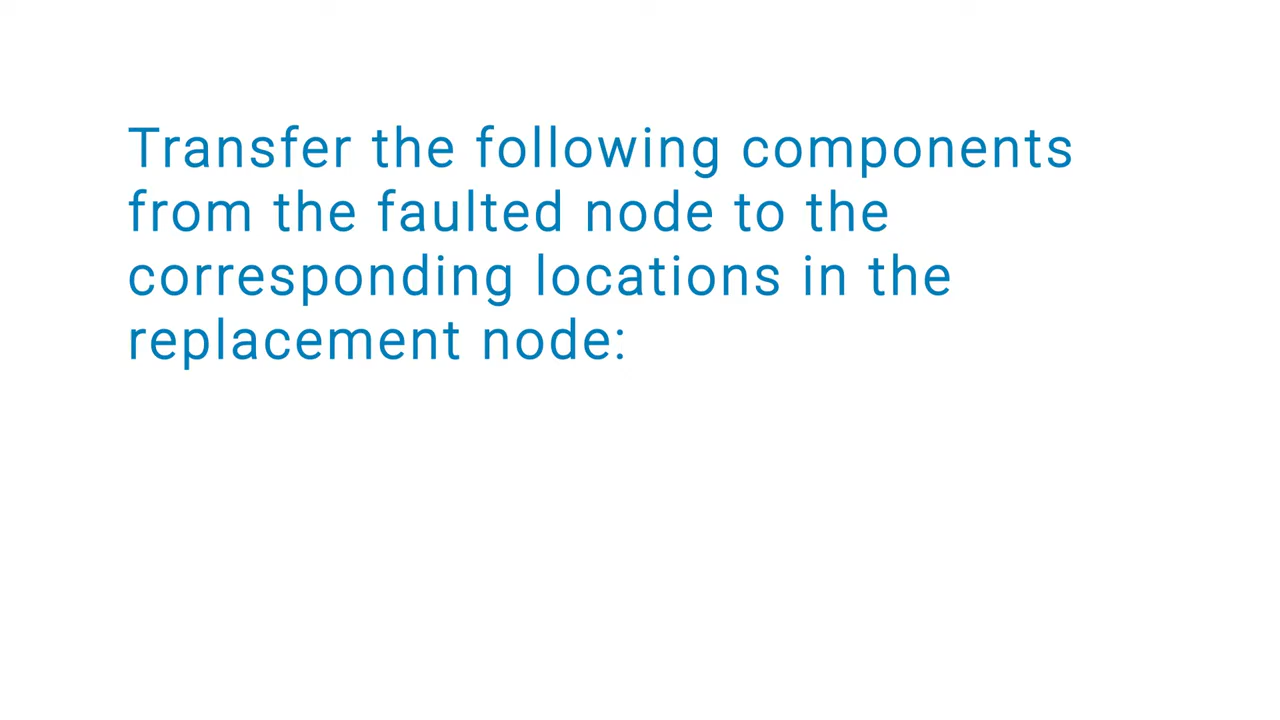 Transfer the following components
from the faulted node to the
corresponding locations in the
replacement node: